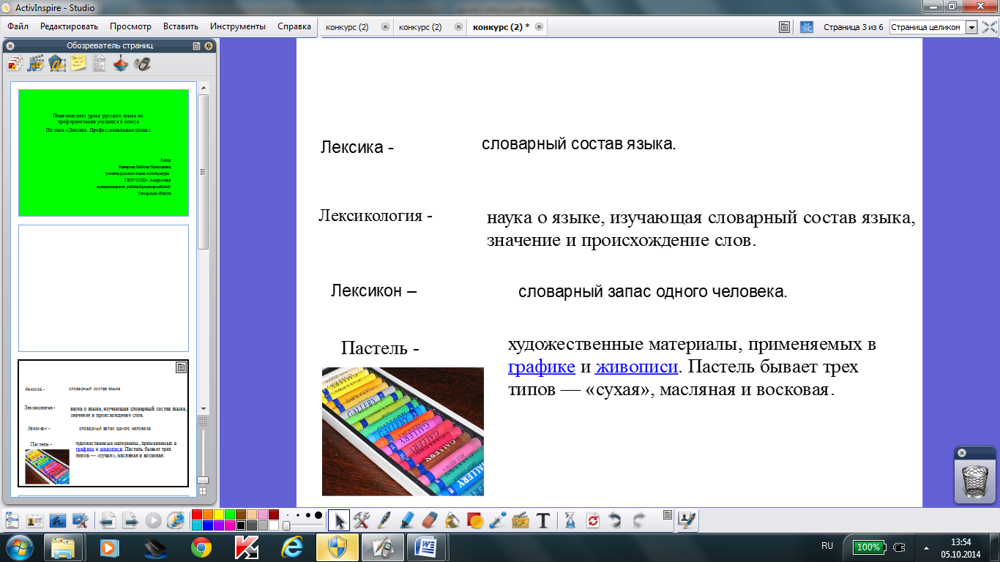 ActivInspire - Studio
Файл Редактировать Просмотр Вставить Инструменты Справка
конкурс (2) конкурс (2) конкурс (2) *
Страница 3 из 6 Страница целиком
Обозреватель страниц
План-конспект урока русского языка по
профориентации учащихся 6 класса
По теме «Лексика. Профессиональные слова»
Автор
учитель русского языка и литературы
муниципального района Красноармейский
Самарской области
Лексика - словарный состав языка.
Лексикология - наука о языке, изучающая словарный состав языка,
значение и происхождение слов.
Лексикон – словарный запас одного человека.
Пастель - художественные материалы, применяемых в
графике и живописи. Пастель бывает трех
типов — «сухая», масляная и восковая.
Лексика - словарный состав языка.
Лексикология - наука о языке, изучающая словарный состав языка,
значение и происхождение слов.
Лексикон – словарный запас одного человека.
Пастель - художественные материалы, применяемых в
графике и живописи. Пастель бывает трех
типов — «сухая», масляная и восковая.
GALLERY
GALLERY
GALLERY
GALLERY
RU 100% 13:54
05.10.2014